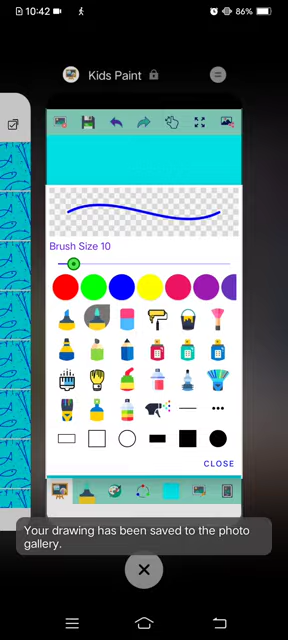 10:42
86%
Kids Paint
Brush Size 10
CLOSE
Your drawing has been saved to the photo
gallery.